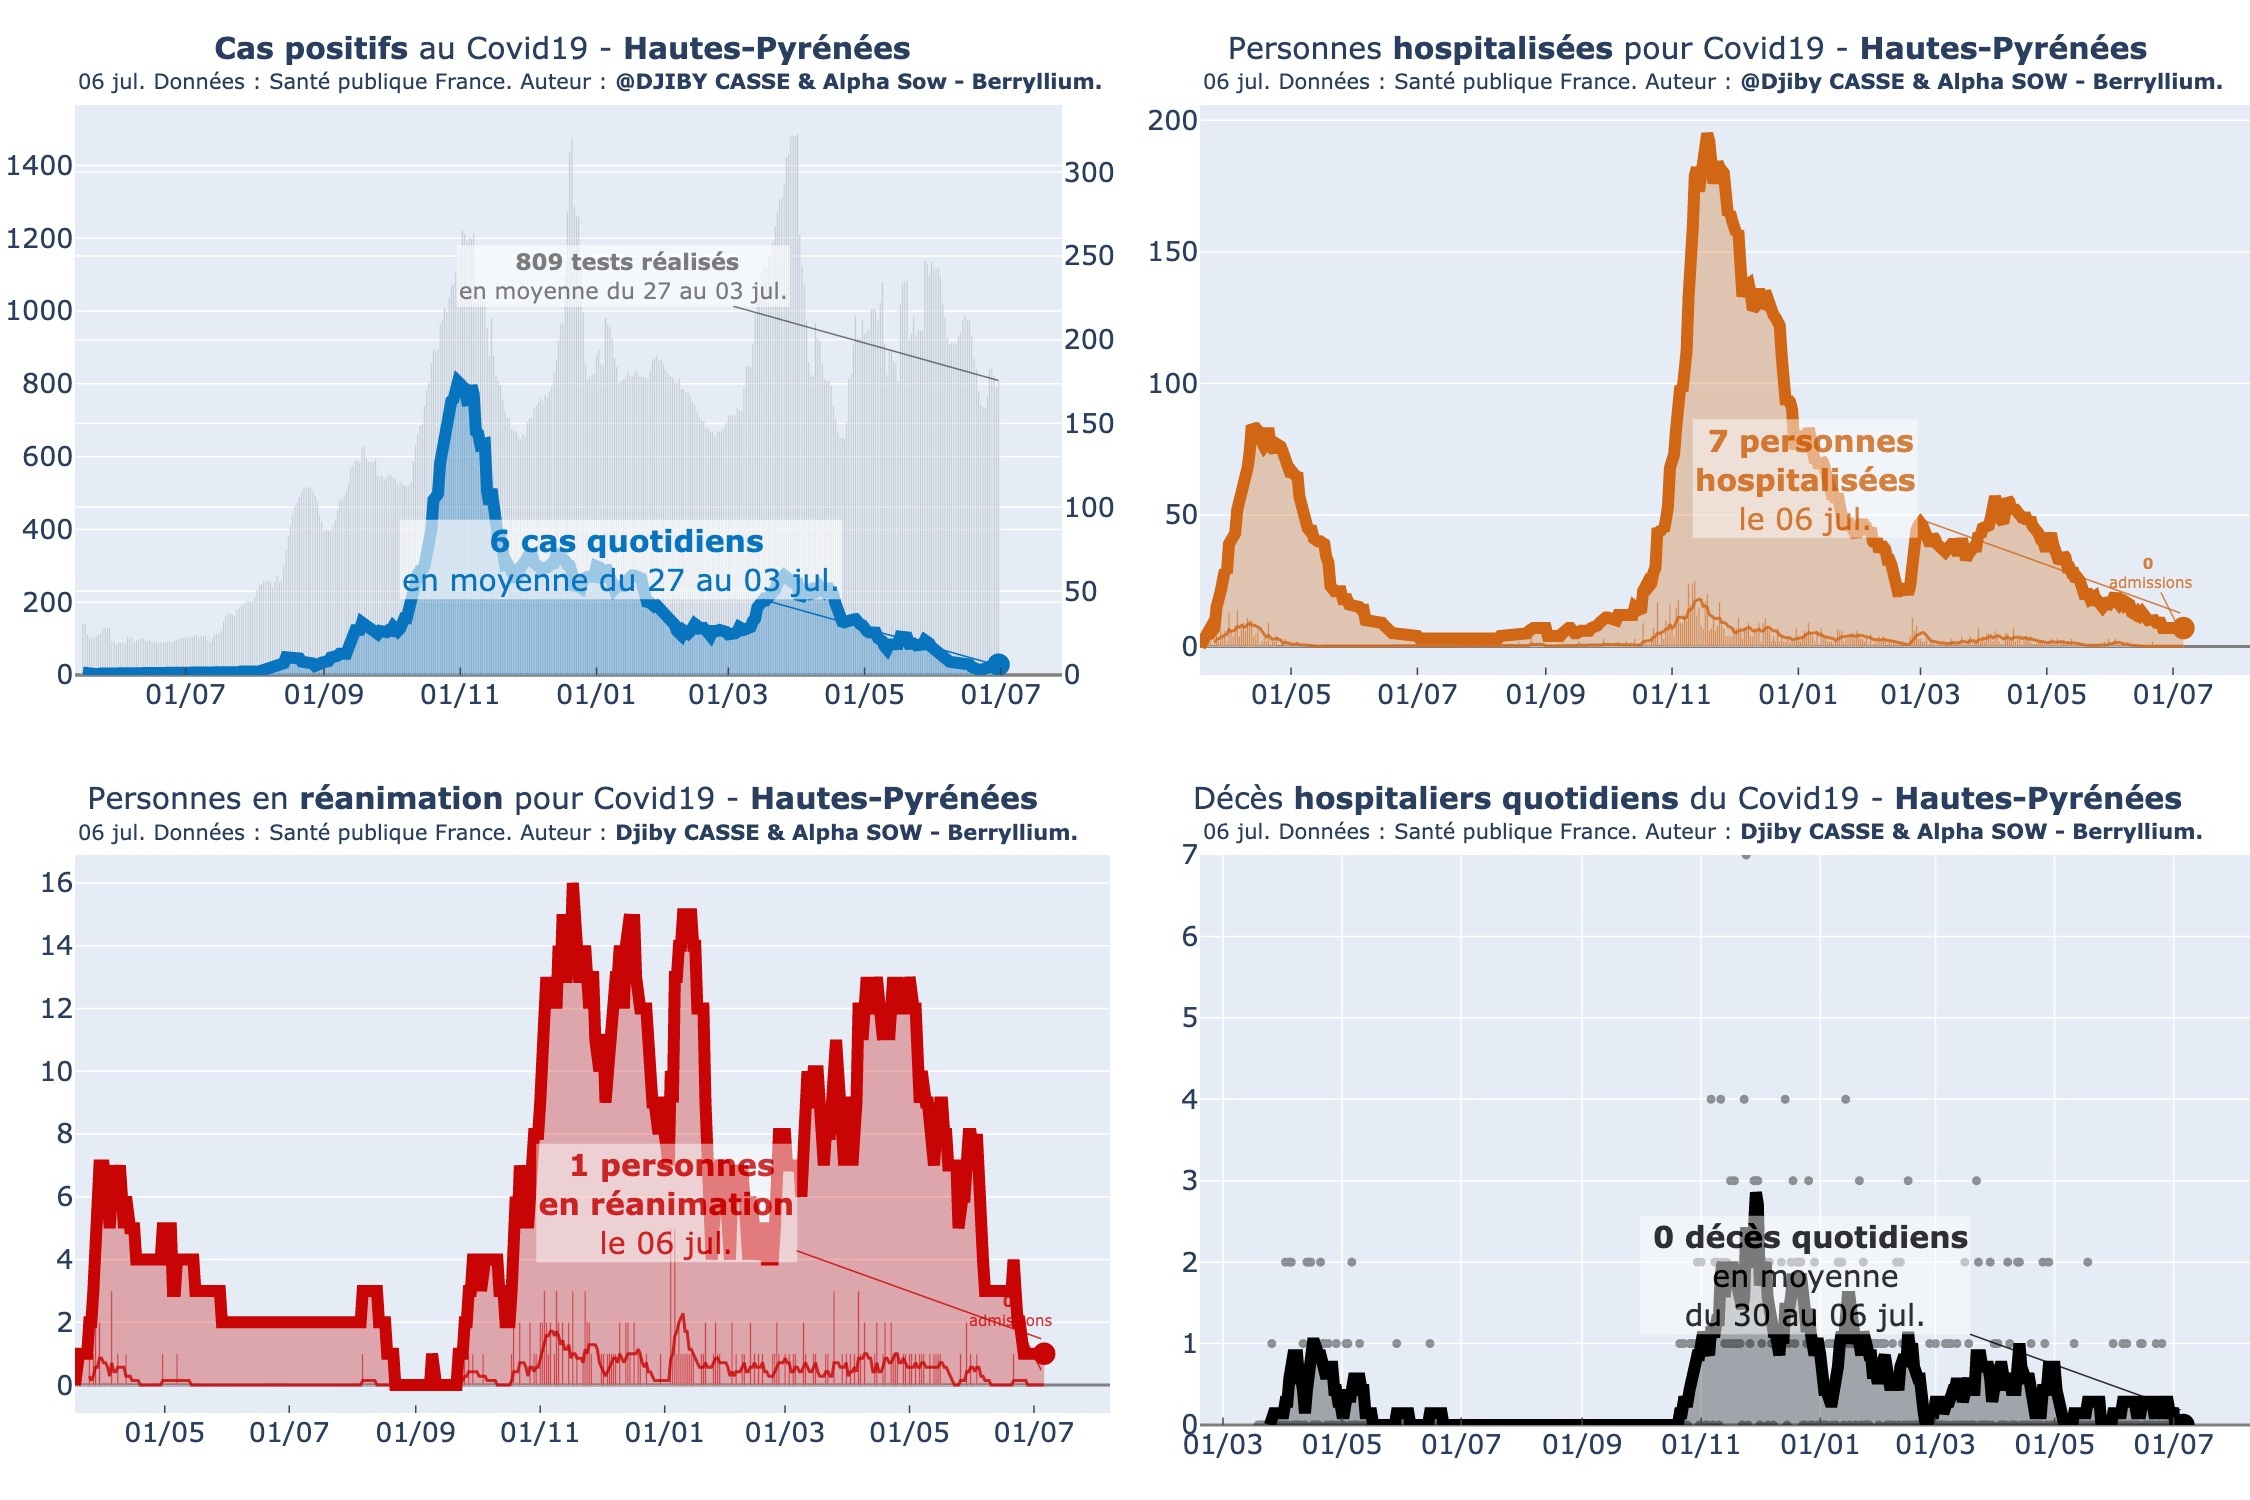 Cas positifs au Covid19 - Hautes-Pyrénées
06 jul. Données : Santé publique France. Auteur : @DJIBY CASSE & Alpha Sow - Berryllium.
1400
1200
1000
800
600
400
200
0
300
250
200
150
100
50
0
809 tests réalisés
en moyenne du 27 au 03 jul.
6 cas quotidiens
en moyenne du 27 au 03 jul.
01/07 01/09 01/11 01/01 01/03 01/05 01/07
Personnes hospitalisées pour Covid19 - Hautes-Pyrénées
06 jul. Données : Santé publique France. Auteur : @Djiby CASSE & Alpha SOW - Berryllium.
200
150
100
50
0
7 personnes
hospitalisées
le 06 jul.
0
admissions
01/05 01/07 01/09 01/11 01/01 01/03 01/05 01/07
Personnes en réanimation pour Covid19 - Hautes-Pyrénées
06 jul. Données : Santé publique France. Auteur : Djiby CASSE & Alpha SOW - Berryllium.
16
14
12
10
8
6
4
2
0
1 personnes
en réanimation
le 06 jul.
0
admissions
01/05 01/07 01/09 01/11 01/01 01/03 01/05 01/07
Décès hospitaliers quotidiens du Covid19 - Hautes-Pyrénées
06 jul. Données : Santé publique France. Auteur : Djiby CASSE & Alpha SOW - Berryllium.
7
6
5
4
3
2
1
0
0 décès quotidiens
en moyenne
du 30 au 06 jul.
01/03 01/05 01/07 01/09 01/11 01/01 01/03 01/05 01/07